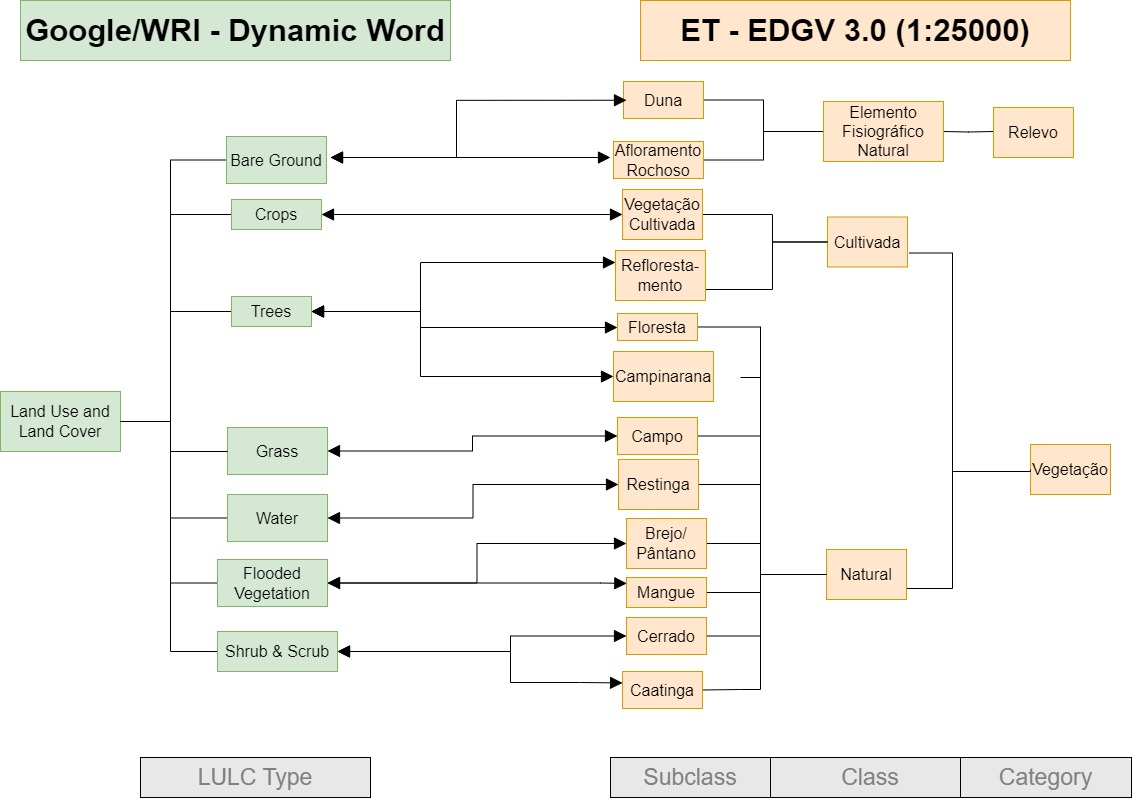 Google/WRI - Dynamic Word
ET - EDGV 3.0 (1:25000)
Duna
Elemento
Fisiográfico
Natural
Relevo
Bare Ground
Afloramento
Rochoso
Crops
Vegetação
Cultivada
Cultivada
Refloresta-
mento
Trees
Floresta
Campinarana
Land Use and
Land Cover
Grass
Campo
Vegetação
Restinga
Water
Brejo/
Pântano
Natural
Flooded
Vegetation
Mangue
Shrub & Scrub
Cerrado
Caatinga
LULC Type
Subclass
Class
Category